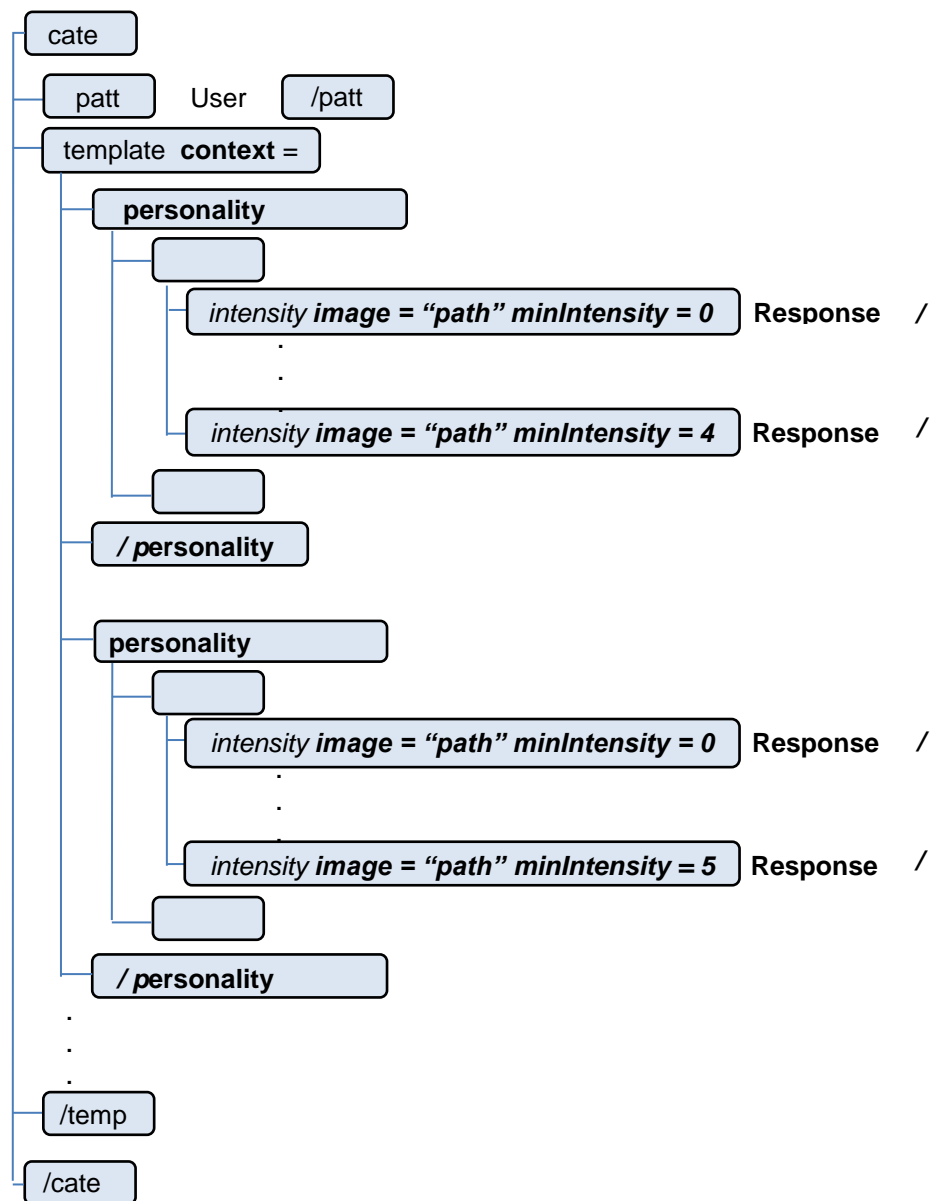 cate
patt User /patt
template context =
personality
intensity image = “path” minIntensity = 0 Response /
.
.
.
intensity image = “path” minIntensity = 4 Response /
/ personality
personality
intensity image = “path” minIntensity = 0 Response /
.
.
.
intensity image = “path” minIntensity = 5 Response /
/ personality
.
.
.
/temp
/cate